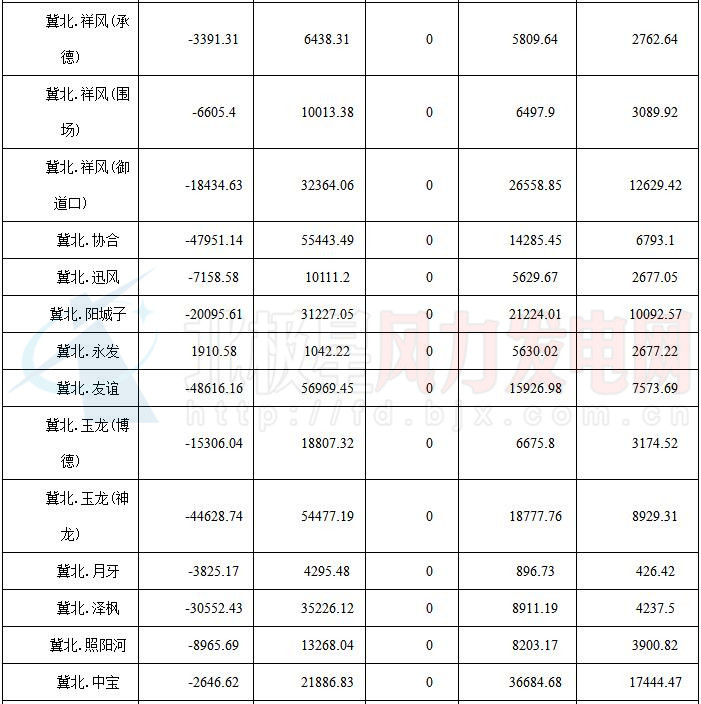 冀北.祥风(承德) -3391.31 6438.31 0 5809.64 2762.64
冀北.祥风(围场) -6605.4 10013.38 0 6497.9 3089.92
冀北.祥风(御道口) -18434.63 32364.06 0 26558.85 12629.42
冀北.协合 -47951.14 55443.49 0 14285.45 6793.1
冀北.迅风 -7158.58 10111.2 0 5629.67 2677.05
冀北.阳城子 -20095.61 31227.05 0 21224.01 10092.57
冀北.永发 1910.58 1042.22 0 5630.02 2677.22
冀北.友谊 -48616.16 56969.45 0 15926.98 7573.69
冀北.玉龙(博德) -15306.04 18807.32 0 6675.8 3174.52
冀北.玉龙(神龙) -44628.74 54477.19 0 18777.76 8929.31
冀北.月牙 -3825.17 4295.48 0 896.73 426.42
冀北.泽枫 -30552.43 35226.12 0 8911.19 4237.5
冀北.照阳河 -8965.69 13268.04 0 8203.17 3900.82
冀北.中宝 -2646.62 21886.83 0 36684.68 17444.47
北极星风力发电网
http://fd.bjx.com.cn